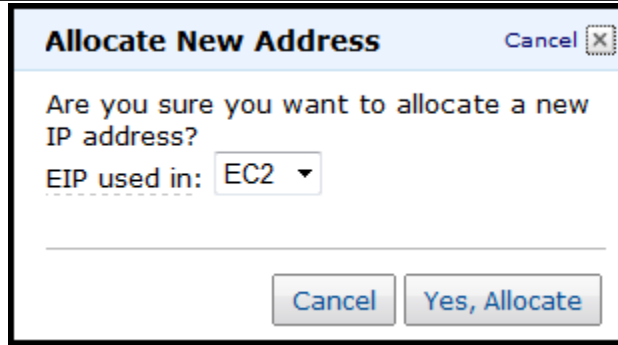 Allocate New Address Cancel
Are you sure you want to allocate a new
IP address?
EIP used in: EC2
Cancel Yes, Allocate